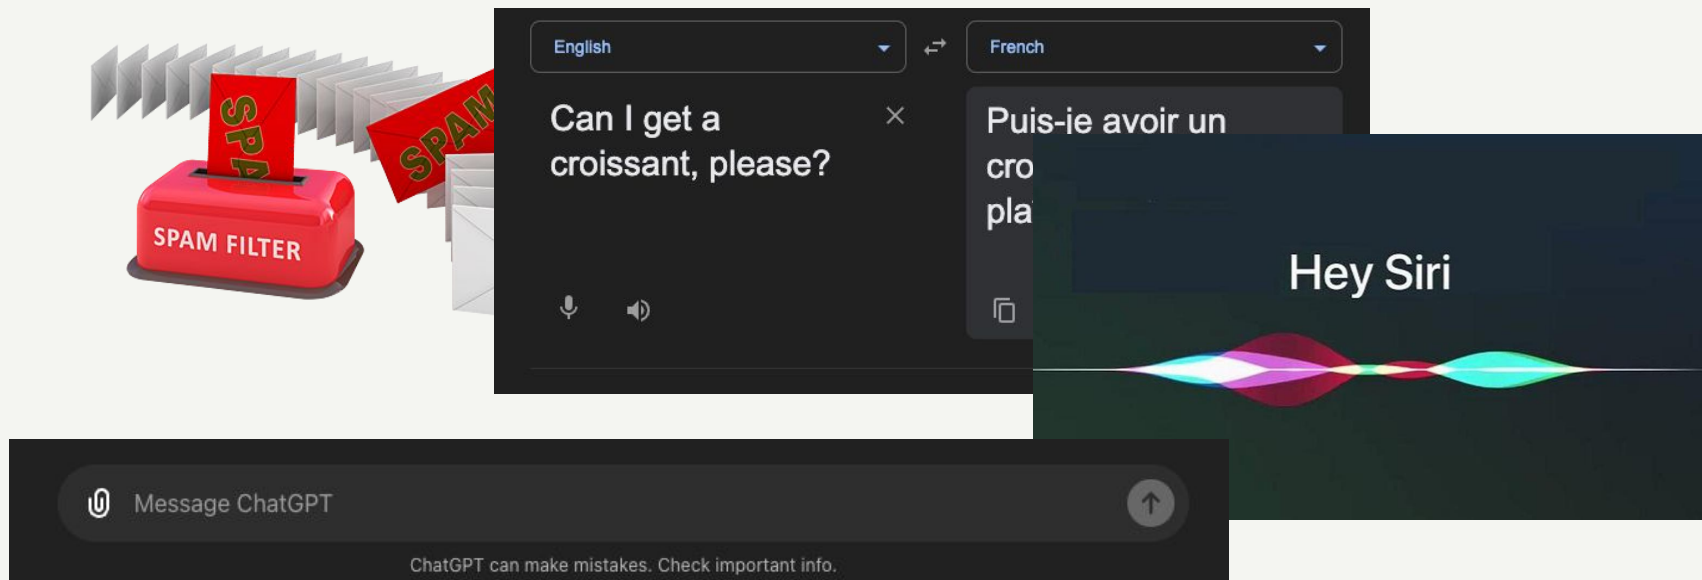 SPA
SPAM
SPAM FILTER
English
French
Can I get a
croissant, please?
Puis-je avoir un
Hey Siri
Message ChatGPT
ChatGPT can make mistakes. Check important info.